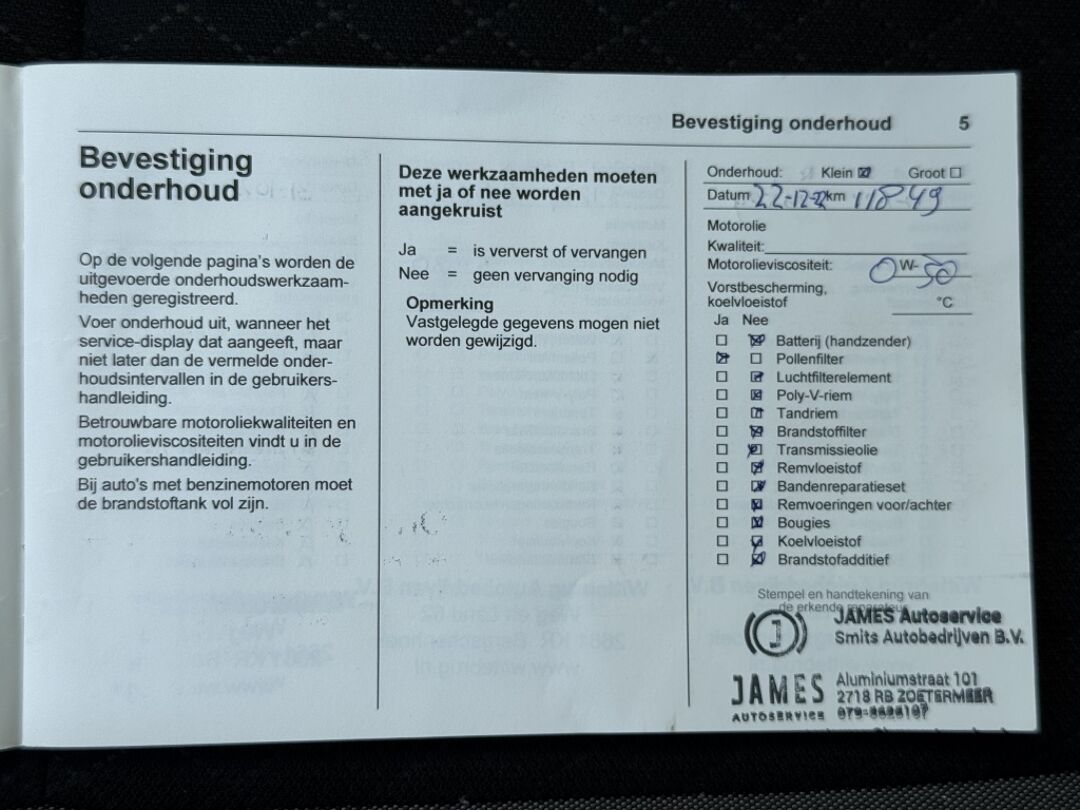 Bevestiging onderhoud 5
Bevestiging
onderhoud
Op de volgende pagina's worden de
uitgevoerde onderhoudswerkzaam-
heden geregistreerd.
Voer onderhoud uit, wanneer het
service-display dat aangeeft, maar
niet later dan de vermelde onder-
houdsintervallen in de gebruikers-
handleiding.
Betrouwbare motoroliekwaliteiten en
motorolieviscositeiten vindt u in de
gebruikershandleiding.
Bij auto's met benzinemotoren moet
de brandstoftank vol zijn.
Deze werkzaamheden moeten
met ja of nee worden
aangekruist
Ja = is ververst of vervangen
Nee = geen vervanging nodig
Opmerking
Vastgelegde gegevens mogen niet
worden gewijzigd.
Onderhoud: Klein ☒ Groot ☐
Datum 22-12-22 km 11849
Motorolie
Kwaliteit:
Motorolieviscositeit: 0 W- 30
Vorstbescherming,
koelvloeistof °C
Ja Nee
☐ ☒ Batterij (handzender)
☒ ☐ Pollenfilter
☐ ☒ Luchtfilterelement
☐ ☒ Poly-V-riem
☐ ☒ Tandriem
☐ ☒ Brandstoffilter
☐ ☒ Transmissieolie
☐ ☒ Remvloeistof
☐ ☒ Bandenreparatieset
☐ ☒ Remvoeringen voor/achter
☐ ☒ Bougies
☐ ☒ Koelvloeistof
☐ ☒ Brandstofadditief
Stempel en handtekening van
de erkende reparateur
JAMES Autoservice
Smits Autobedrijven B.V.
JAMES
AUTOSERVICE
Aluminiumstraat 101
2718 RB ZOETERMEER